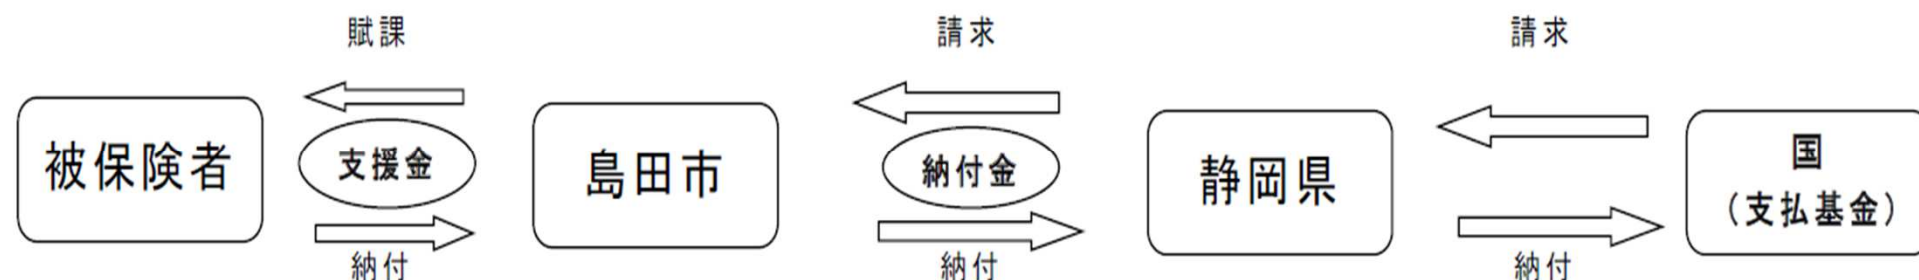 賦課
請求
請求
被保険者
支援金
島田市
納付金
静岡県
国
（支払基金）
納付
納付
納付